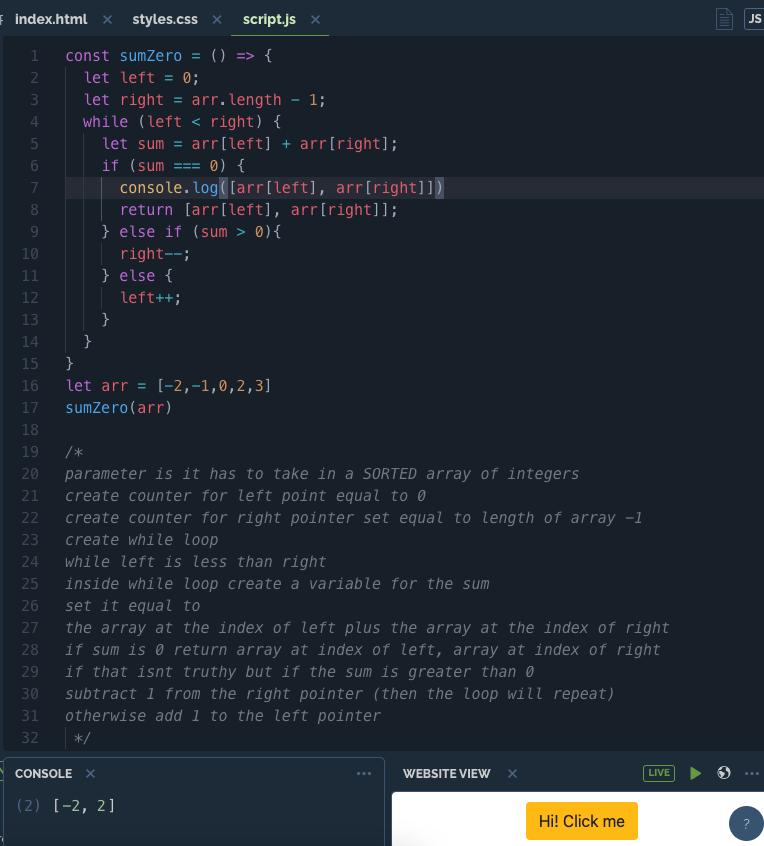 index.html × styles.css × script.js × JS
1 const sumZero = () => {
2 let left = 0;
3 let right = arr.length - 1;
4 while (left < right) {
5 let sum = arr[left] + arr[right];
6 if (sum === 0) {
7 console.log([arr[left], arr[right]])
8 return [arr[left], arr[right]];
9 } else if (sum > 0){
10 right--;
11 } else {
12 left++;
13 }
14 }
15 }
16 let arr = [-2,-1,0,2,3]
17 sumZero(arr)
18
19 /*
20 parameter is it has to take in a SORTED array of integers
21 create counter for left point equal to 0
22 create counter for right pointer set equal to length of array -1
23 create while loop
24 while left is less than right
25 inside while loop create a variable for the sum
26 set it equal to
27 the array at the index of left plus the array at the index of right
28 if sum is 0 return array at index of left, array at index of right
29 if that isnt truthy but if the sum is greater than 0
30 subtract 1 from the right pointer (then the loop will repeat)
31 otherwise add 1 to the left pointer
32 */
CONSOLE × ...
(2) [-2, 2]
WEBSITE VIEW × LIVE ...
Hi! Click me
?